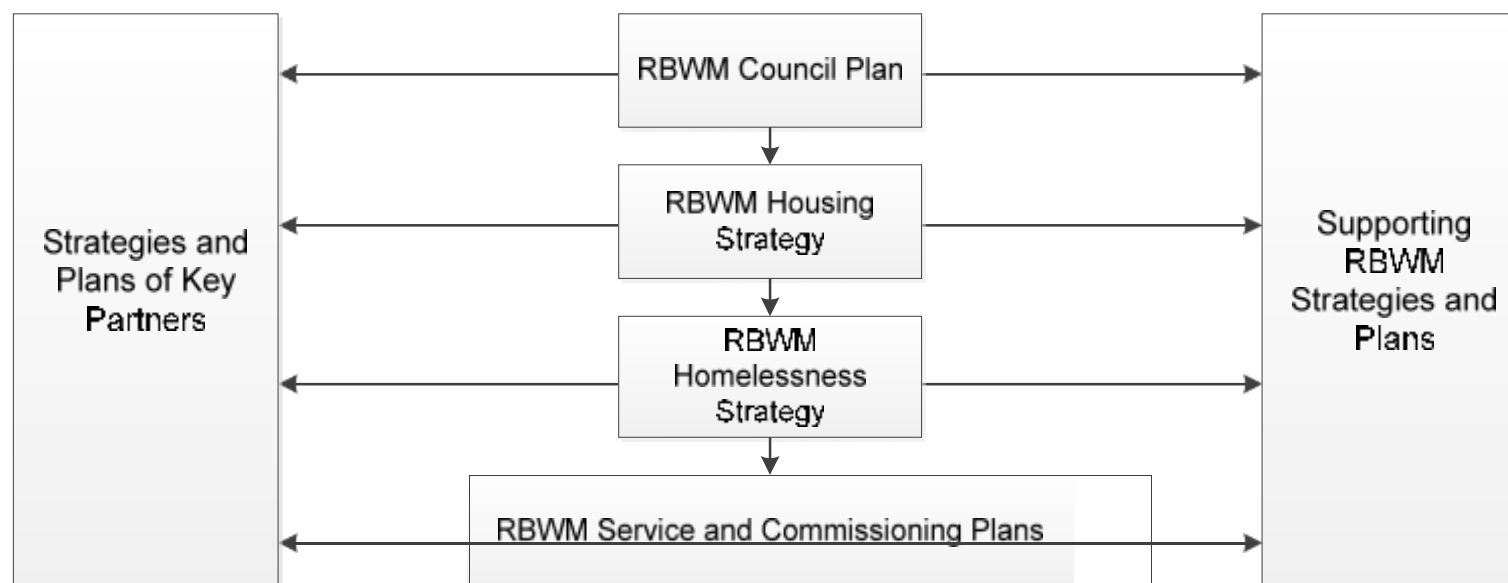 Strategies and
Plans of Key
Partners
RBWM Council Plan
RBWM Housing
Strategy
RBWM
Homelessness
Strategy
RBWM Service and Commissioning Plans
Supporting
RBWM
Strategies and
Plans